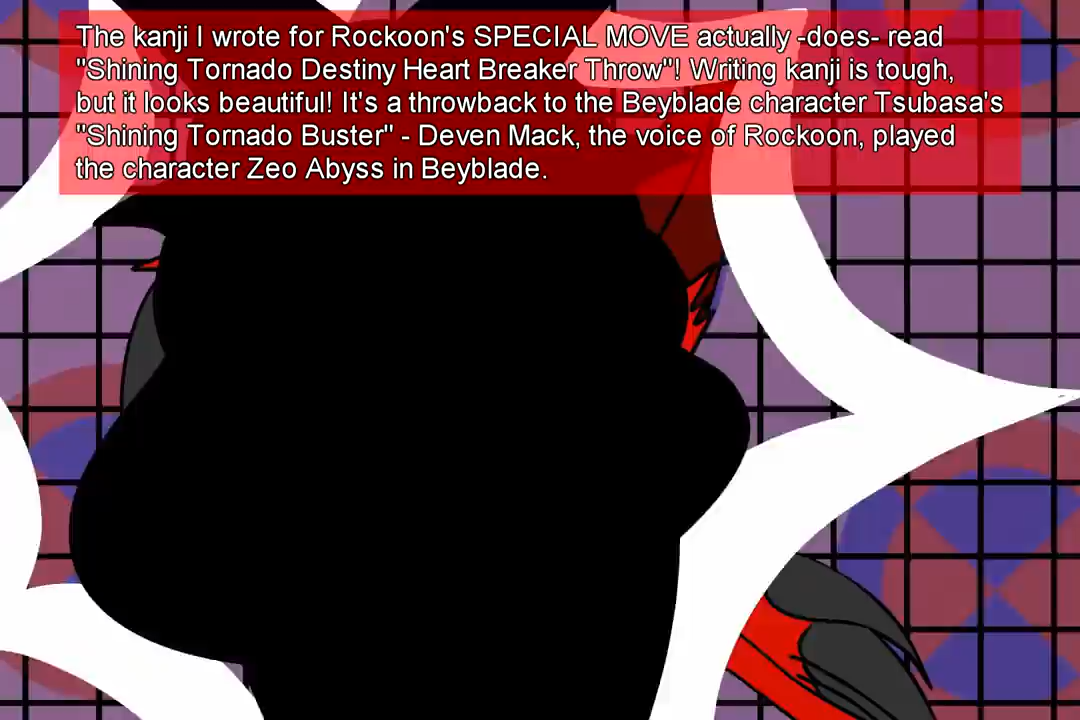 The kanji I wrote for Rockoon's SPECIAL MOVE actually -does- read
"Shining Tornado Destiny Heart Breaker Throw"! Writing kanji is tough,
but it looks beautiful! It's a throwback to the Beyblade character Tsubasa's
"Shining Tornado Buster" - Deven Mack, the voice of Rockoon, played
the character Zeo Abyss in Beyblade.